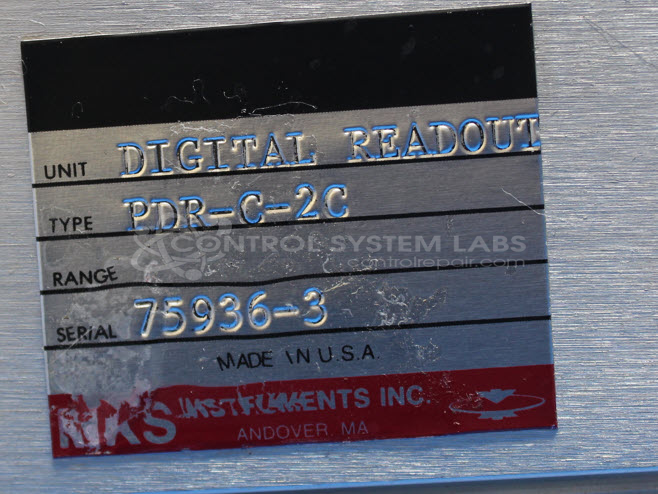 UNIT DIGITAL READOUT
TYPE PDR-C-2C
CONTROL SYSTEM LABS
controlrepair.com
RANGE
SERIAL 75936-3
MADE IN U.S.A.
MKS INSTRUMENTS INC.
ANDOVER, MA